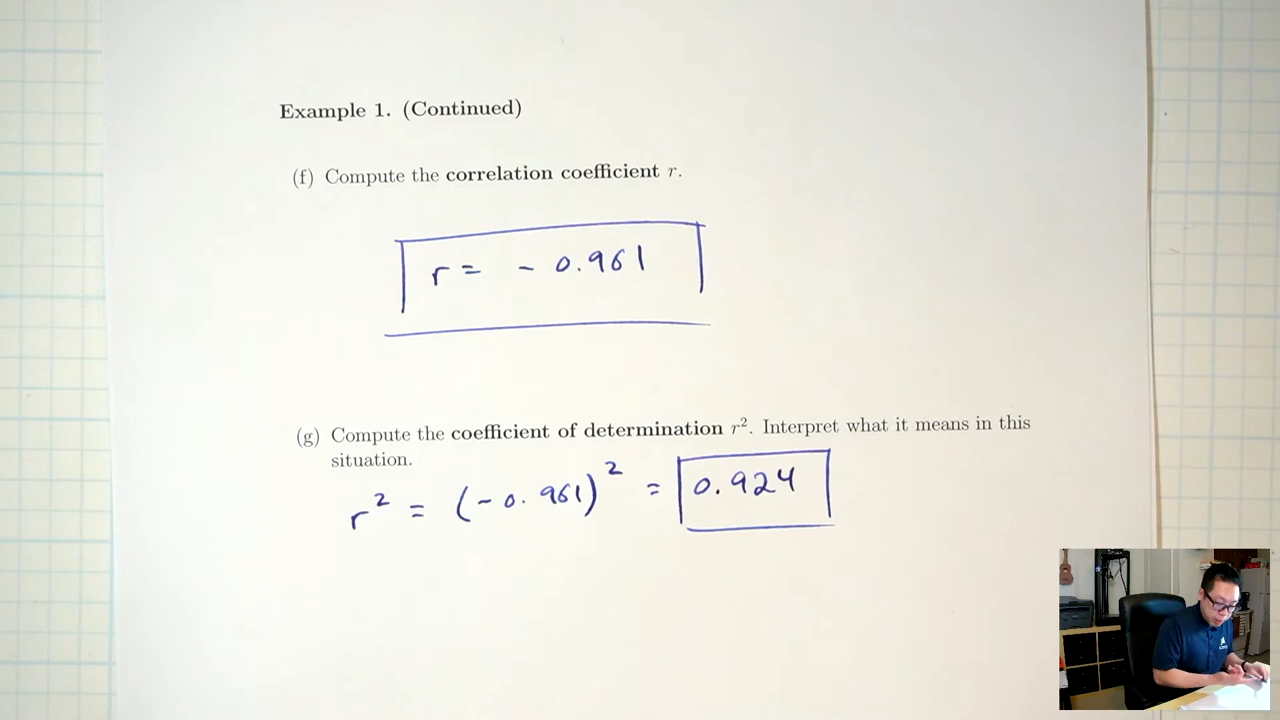 Example 1. (Continued)
(f) Compute the correlation coefficient r.
r = - 0.961
(g) Compute the coefficient of determination r². Interpret what it means in this
situation.
r² = (-0.961)² = 0.924